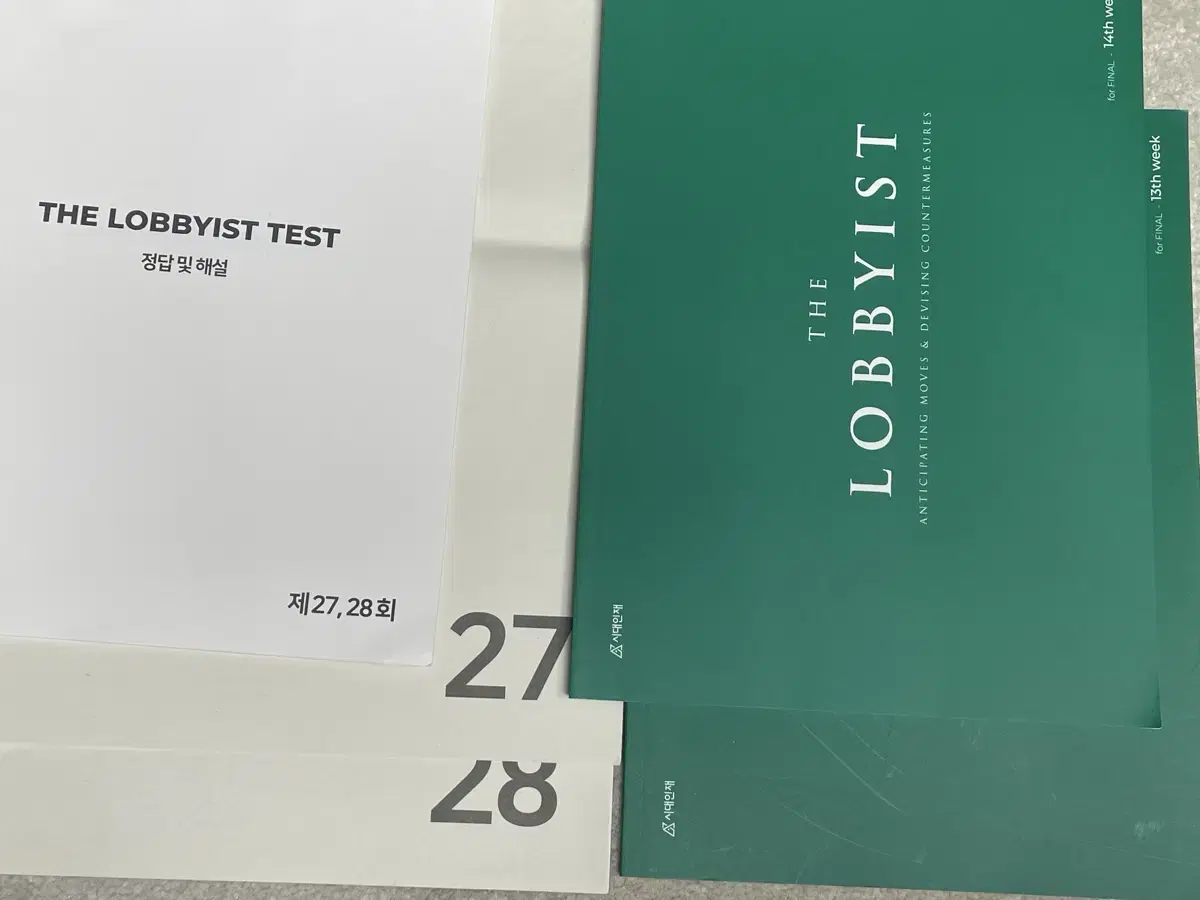 THE LOBBYIST TEST
정답 및 해설
제27, 28회
27
28
THE
LOBBYIST
ANTICIPATING MOVES & DEVISING COUNTERMEASURES
시대인재
for FINAL - 14th we
for FINAL - 13th week
시대인재